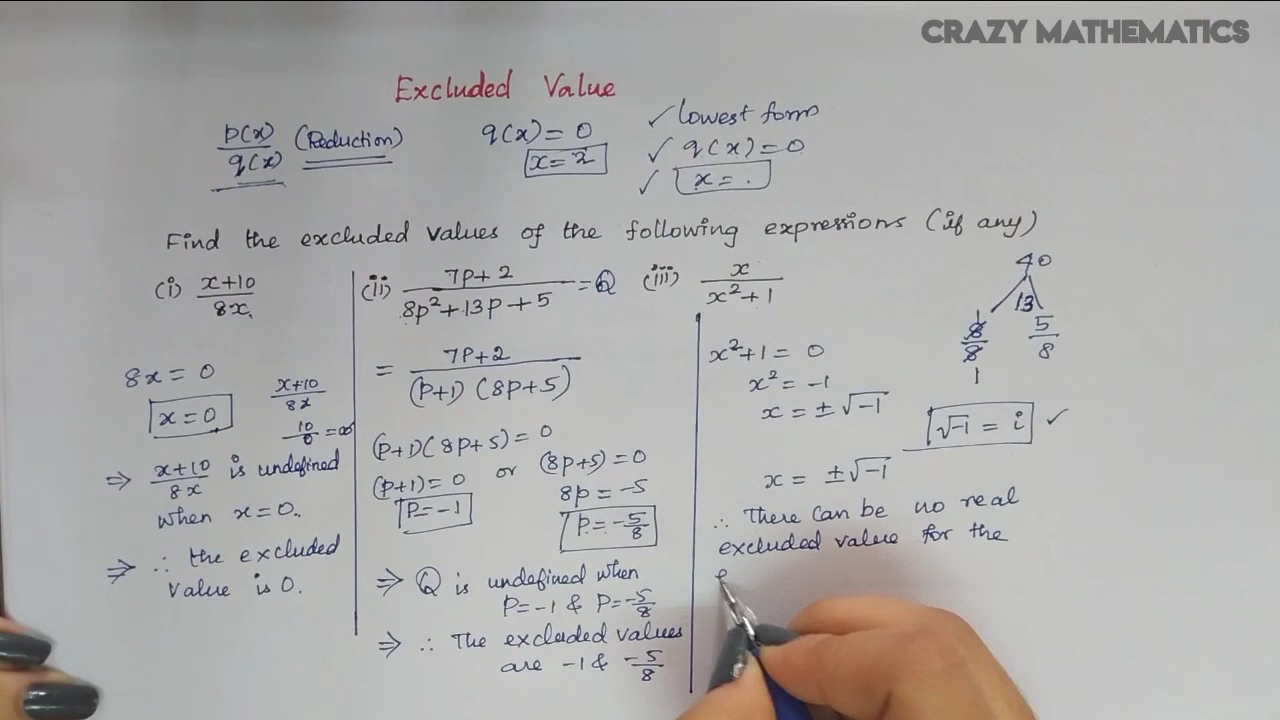 CRAZY MATHEMATICS
Excluded Value
p(x)/q(x) (Reduction)
q(x) = 0
x = 2
✓ lowest form
✓ q(x) = 0
✓ x = .
Find the excluded values of the following expressions (if any)
(i) x+10/8x
8x = 0
x = 0
x+10/8x
10/0 = ∞
⇒ x+10/8x is undefined
when x = 0.
⇒ ∴ the excluded
value is 0.
(ii) 7p+2/8p²+13p+5 = Q
= 7p+2/(p+1)(8p+5)
(p+1)(8p+5) = 0
(p+1) = 0 or (8p+5) = 0
P = -1
8p = -5
P = -5/8
⇒ Q is undefined when
P = -1 & P = -5/8
⇒ ∴ The excluded values
are -1 & -5/8
(iii) x/x²+1
x²+1 = 0
x² = -1
x = ±√-1
√-1 = i ✓
x = ±√-1
∴ There can be no real
excluded value for the
40
13
8/8
5/8
1
1